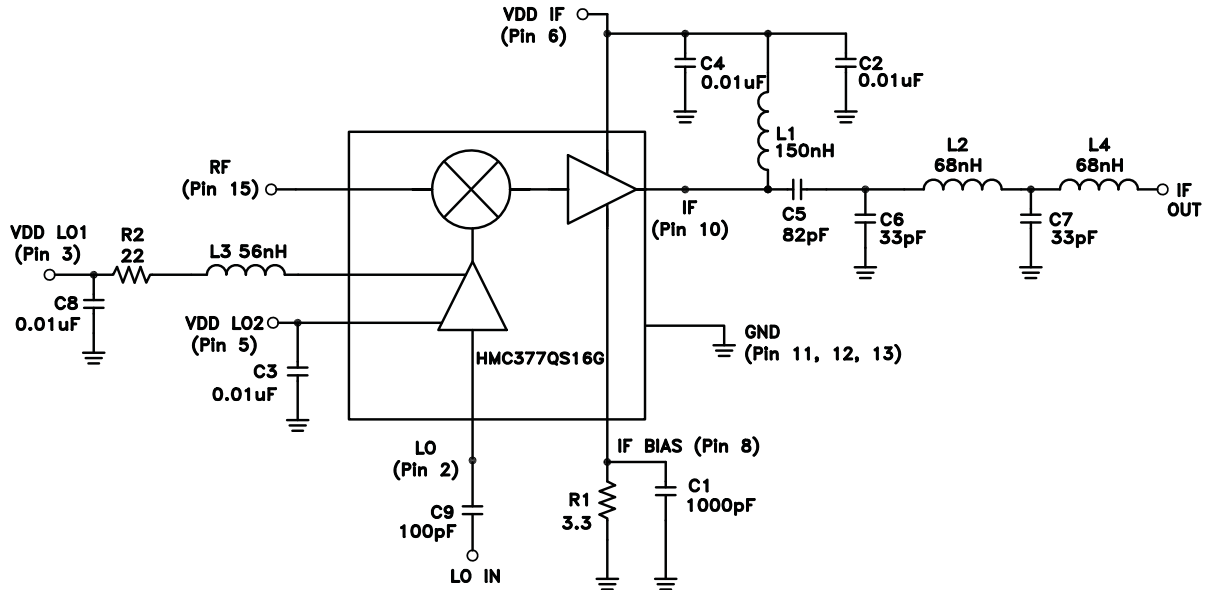 VDD IF
(Pin 6)
C4
0.01uF
C2
0.01uF
L1
150nH
L2
68nH
L4
68nH
RF
(Pin 15)
IF
(Pin 10)
C5
82pF
C6
33pF
C7
33pF
IF
OUT
VDD LO1
(Pin 3)
R2
22
L3 56nH
C8
0.01uF
VDD LO2
(Pin 5)
C3
0.01uF
HMC377QS16G
GND
(Pin 11, 12, 13)
LO
(Pin 2)
IF BIAS (Pin 8)
C9
100pF
R1
3.3
C1
1000pF
LO IN